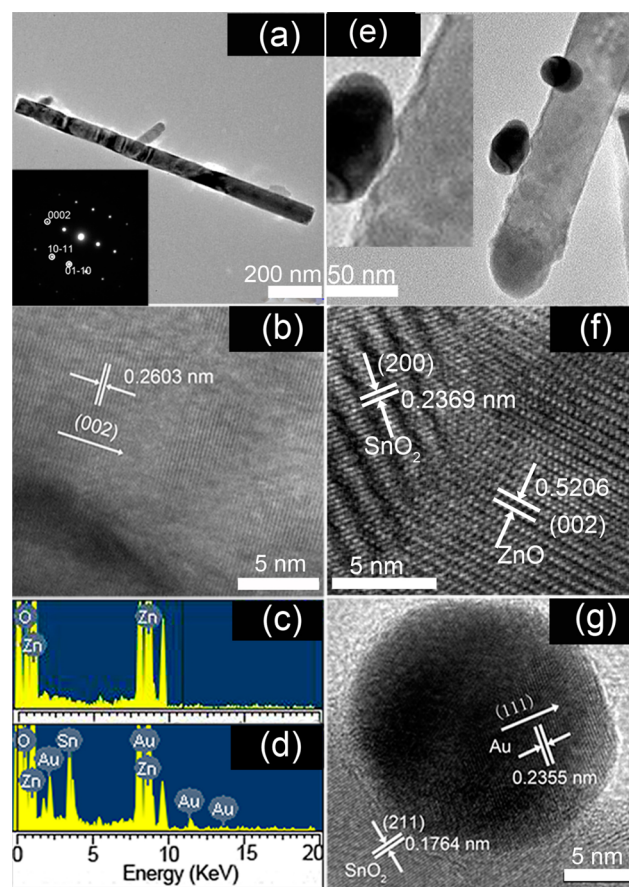 (a)
0002
10-11
01-10
200 nm
(e)
50 nm
(b)
0.2603 nm
(002)
5 nm
(f)
(200)
0.2369 nm
SnO₂
0.5206
(002)
ZnO
5 nm
(c)
O
Zn
Zn
(d)
O
Zn
Au
Sn
Au
Zn
Au
Au
0 5 10 15 20
Energy (KeV)
(g)
(111)
Au
0.2355 nm
(211)
0.1764 nm
SnO₂
5 nm